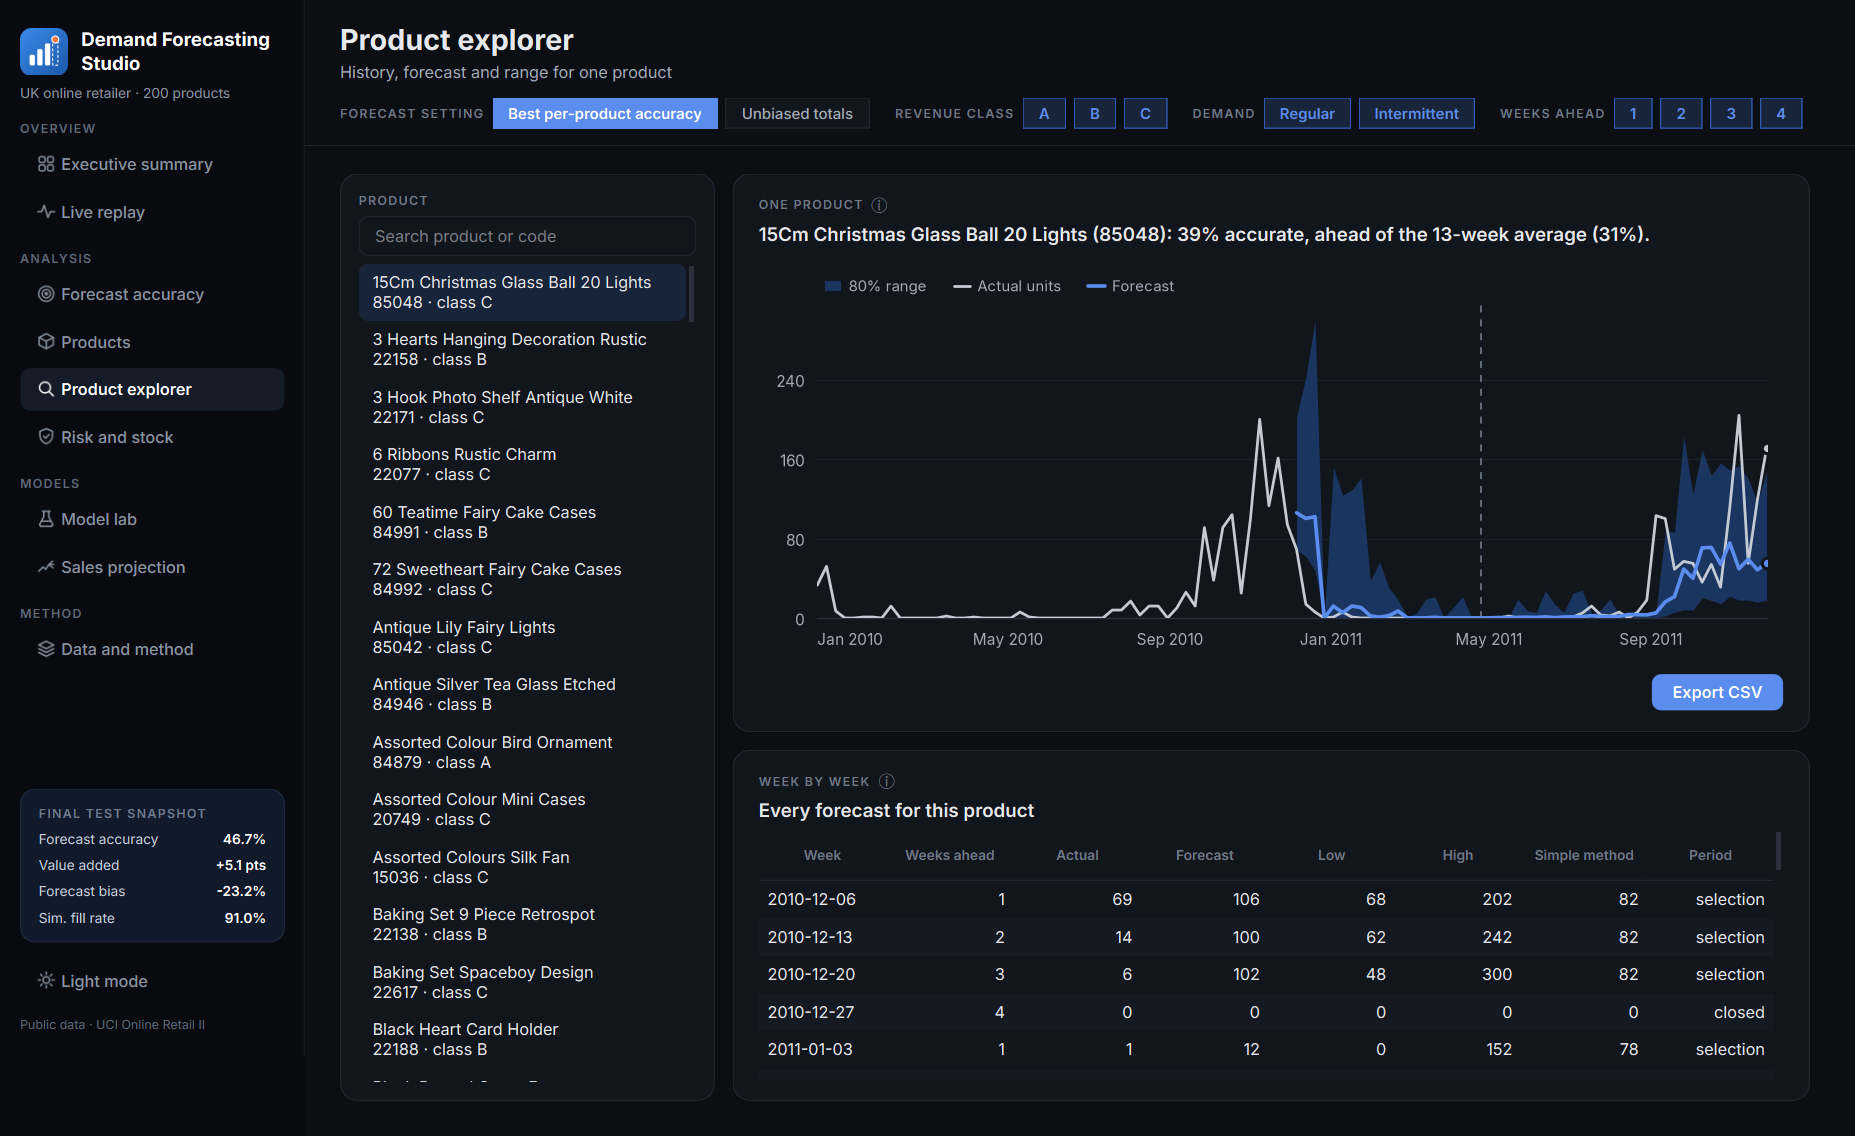 Demand Forecasting
Studio
UK online retailer · 200 products
OVERVIEW
Executive summary
Live replay
ANALYSIS
Forecast accuracy
Products
Product explorer
Risk and stock
MODELS
Model lab
Sales projection
METHOD
Data and method
FINAL TEST SNAPSHOT
Forecast accuracy 46.7%
Value added +5.1 pts
Forecast bias -23.2%
Sim. fill rate 91.0%
Light mode
Public data · UCI Online Retail II
Product explorer
History, forecast and range for one product
FORECAST SETTING Best per-product accuracy Unbiased totals REVENUE CLASS A B C DEMAND Regular Intermittent WEEKS AHEAD 1 2 3 4
PRODUCT
Search product or code
15Cm Christmas Glass Ball 20 Lights
85048 · class C
3 Hearts Hanging Decoration Rustic
22158 · class B
3 Hook Photo Shelf Antique White
22171 · class C
6 Ribbons Rustic Charm
22077 · class C
60 Teatime Fairy Cake Cases
84991 · class B
72 Sweetheart Fairy Cake Cases
84992 · class C
Antique Lily Fairy Lights
85042 · class C
Antique Silver Tea Glass Etched
84946 · class B
Assorted Colour Bird Ornament
84879 · class A
Assorted Colour Mini Cases
20749 · class C
Assorted Colours Silk Fan
15036 · class C
Baking Set 9 Piece Retrospot
22138 · class B
Baking Set Spaceboy Design
22617 · class C
Black Heart Card Holder
22188 · class B
ONE PRODUCT
15Cm Christmas Glass Ball 20 Lights (85048): 39% accurate, ahead of the 13-week average (31%).
80% range Actual units Forecast
240
160
80
0
Jan 2010 May 2010 Sep 2010 Jan 2011 May 2011 Sep 2011
Export CSV
WEEK BY WEEK
Every forecast for this product
Week Weeks ahead Actual Forecast Low High Simple method Period
2010-12-06 1 69 106 68 202 82 selection
2010-12-13 2 14 100 62 242 82 selection
2010-12-20 3 6 102 48 300 82 selection
2010-12-27 4 0 0 0 0 0 closed
2011-01-03 1 1 12 0 152 78 selection